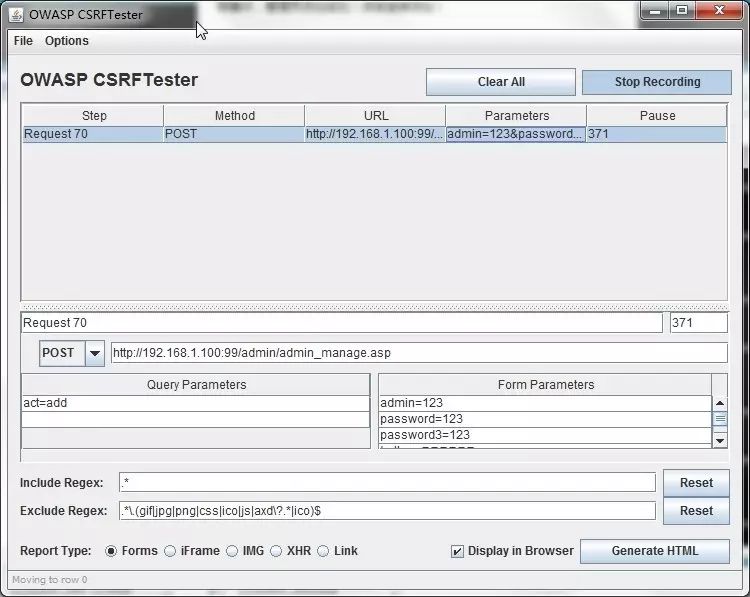 OWASP CSRFTester
File Options
OWASP CSRFTester
Clear All
Stop Recording
Step Method URL Parameters Pause
Request 70 POST http://192.168.1.100:99/... admin=123&password... 371
Request 70 371
POST http://192.168.1.100:99/admin/admin_manage.asp
Query Parameters Form Parameters
act=add admin=123
password=123
password3=123
Include Regex: .* Reset
Exclude Regex: .*\.(gif|jpg|png|css|ico|js|axd\?.*|ico)$ Reset
Report Type: Forms iFrame IMG XHR Link Display in Browser Generate HTML
Moving to row 0